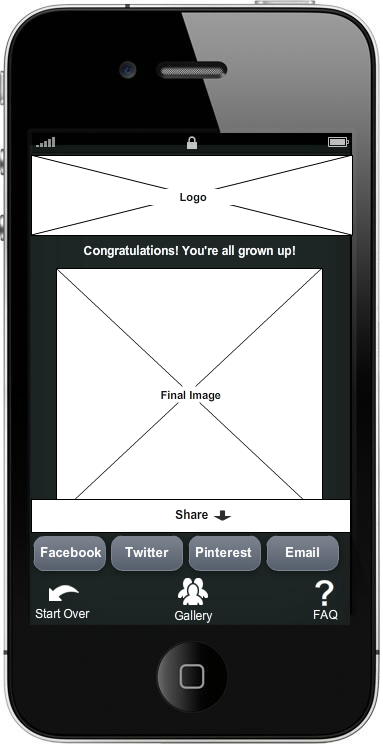 Logo
Congratulations! You're all grown up!
Final Image
Share
Facebook Twitter Pinterest Email
Start Over Gallery FAQ